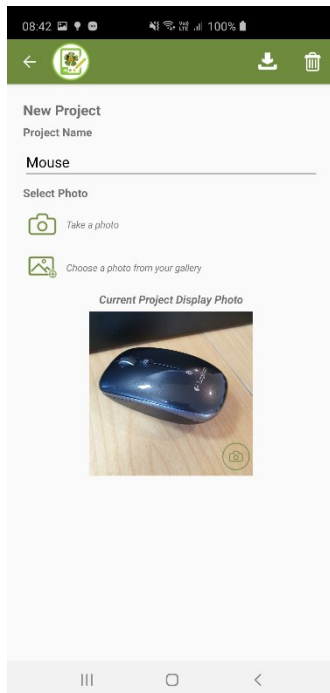 08:42
100%
New Project
Project Name
Mouse
Select Photo
Take a photo
Choose a photo from your gallery
Current Project Display Photo
Logitech